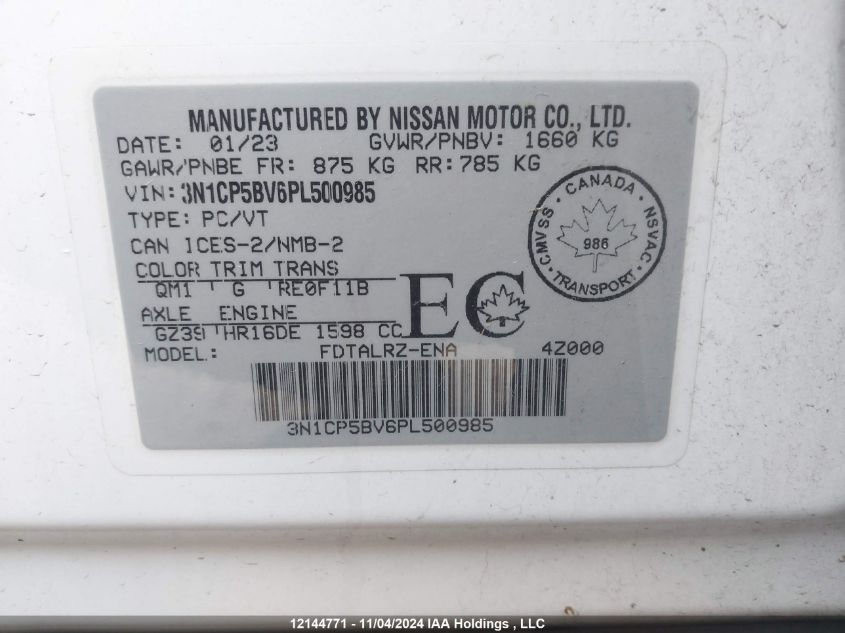 MANUFACTURED BY NISSAN MOTOR CO., LTD.
DATE: 01/23 GVWR/PNBV: 1660 KG
GAWR/PNBE FR: 875 KG RR: 785 KG
VIN: 3N1CP5BV6PL500985
TYPE: PC/VT
CAN ICES-2/NMB-2
COLOR TRIM TRANS
QM1 G RE0F11B
AXLE ENGINE
GZ39 HR16DE 1598 CC
EC
MODEL: FDTALRZ-ENA 4Z000
3N1CP5BV6PL500985
CANADA
CMVSS
986
NSVAC
TRANSPORT
12144771 - 11/04/2024 IAA Holdings , LLC